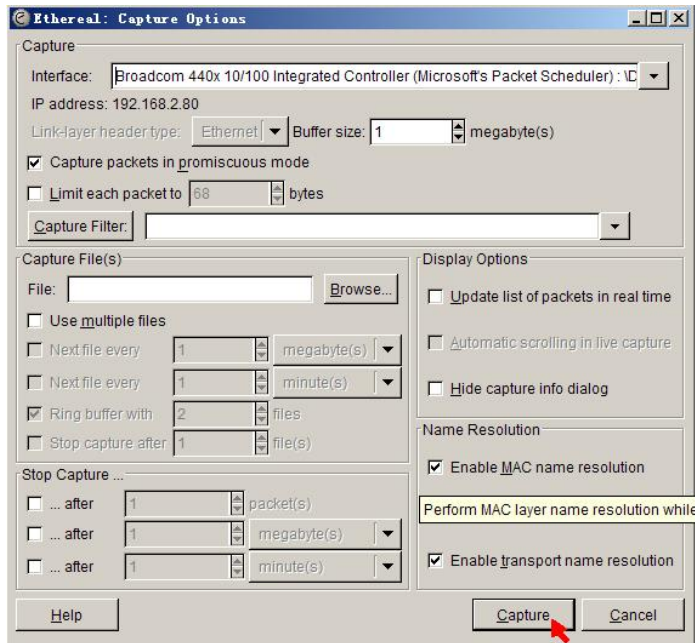 Ethereal: Capture Options
Capture
Interface: Broadcom 440x 10/100 Integrated Controller (Microsoft's Packet Scheduler) : \D
IP address: 192.168.2.80
Link-layer header type: Ethernet Buffer size: 1 megabyte(s)
Capture packets in promiscuous mode
Limit each packet to 68 bytes
Capture Filter:
Capture File(s)
File: Browse...
Use multiple files
Next file every 1 megabyte(s)
Next file every 1 minute(s)
Ring buffer with 2 files
Stop capture after 1 file(s)
Stop Capture ...
... after 1 packet(s)
... after 1 megabyte(s)
... after 1 minute(s)
Display Options
Update list of packets in real time
Automatic scrolling in live capture
Hide capture info dialog
Name Resolution
Enable MAC name resolution
Perform MAC layer name resolution while
Enable transport name resolution
Help Capture Cancel